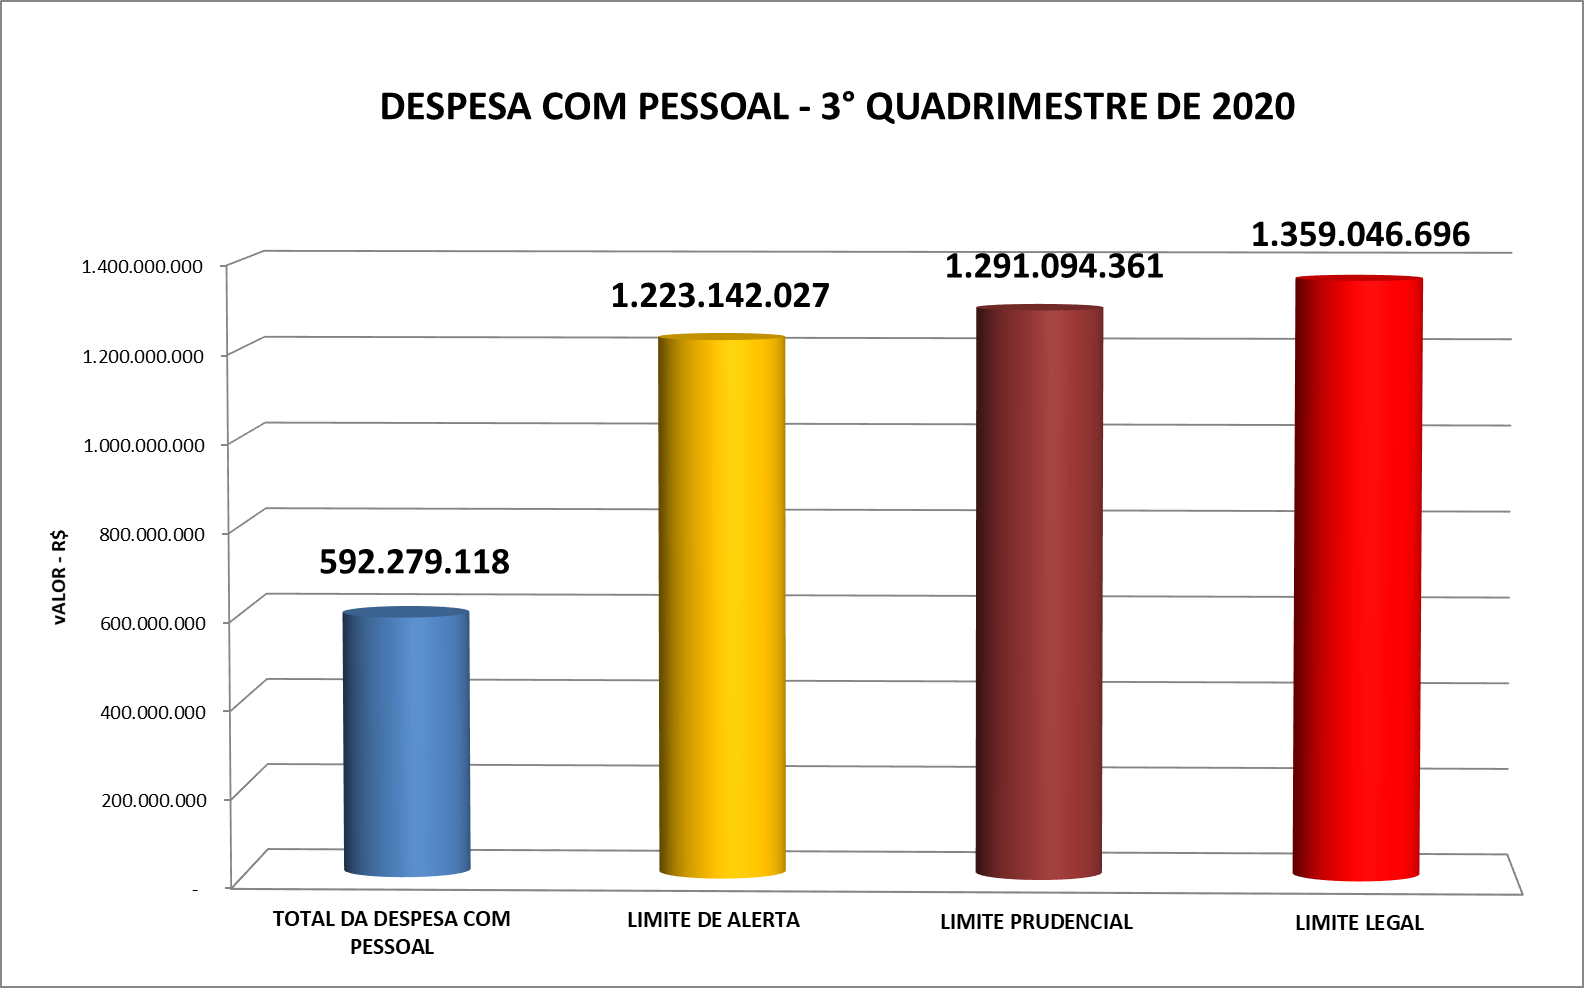 DESPESA COM PESSOAL - 3° QUADRIMESTRE DE 2020
1.359.046.696
1.291.094.361
1.223.142.027
592.279.118
1.400.000.000
1.200.000.000
1.000.000.000
800.000.000
600.000.000
400.000.000
200.000.000
-
vALOR - R$
TOTAL DA DESPESA COM
PESSOAL
LIMITE DE ALERTA
LIMITE PRUDENCIAL
LIMITE LEGAL